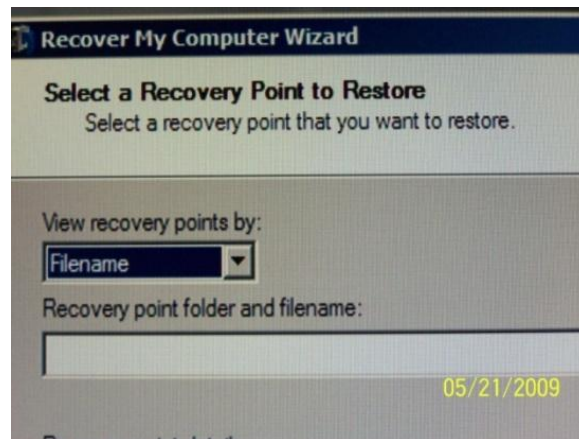 Recover My Computer Wizard
Select a Recovery Point to Restore
Select a recovery point that you want to restore.
View recovery points by:
Filename
Recovery point folder and filename:
05/21/2009